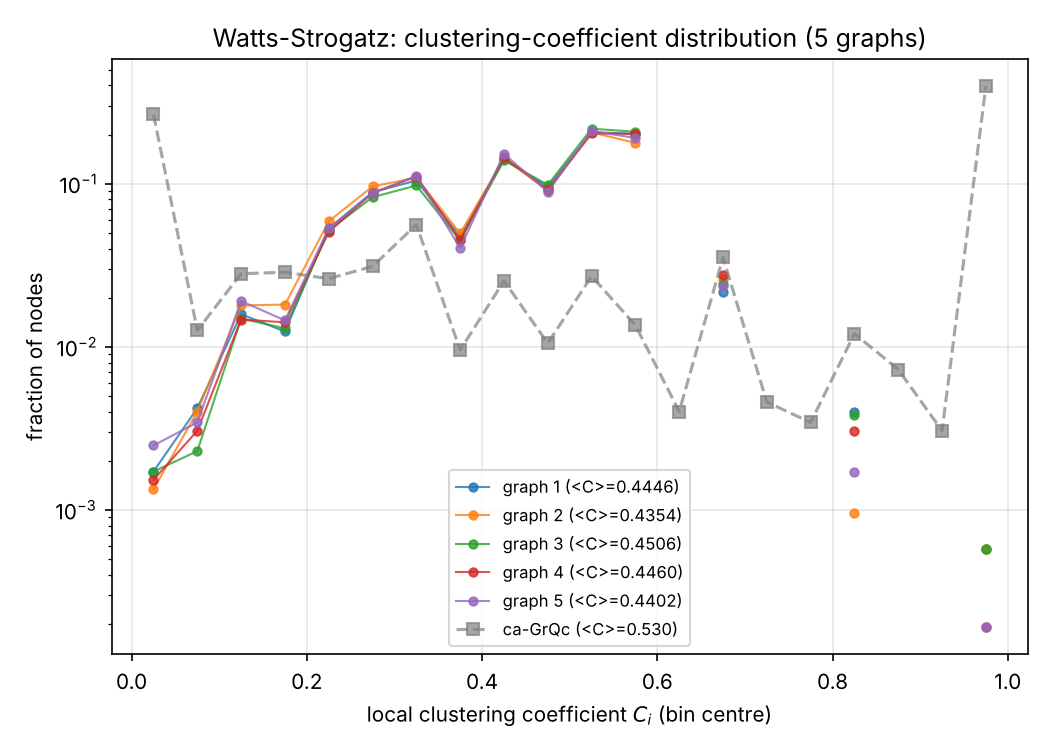 Watts-Strogatz: clustering-coefficient distribution (5 graphs)
fraction of nodes
10⁻¹
10⁻²
10⁻³
graph 1 (<C>=0.4446)
graph 2 (<C>=0.4354)
graph 3 (<C>=0.4506)
graph 4 (<C>=0.4460)
graph 5 (<C>=0.4402)
ca-GrQc (<C>=0.530)
0.0 0.2 0.4 0.6 0.8 1.0
local clustering coefficient Cᵢ (bin centre)